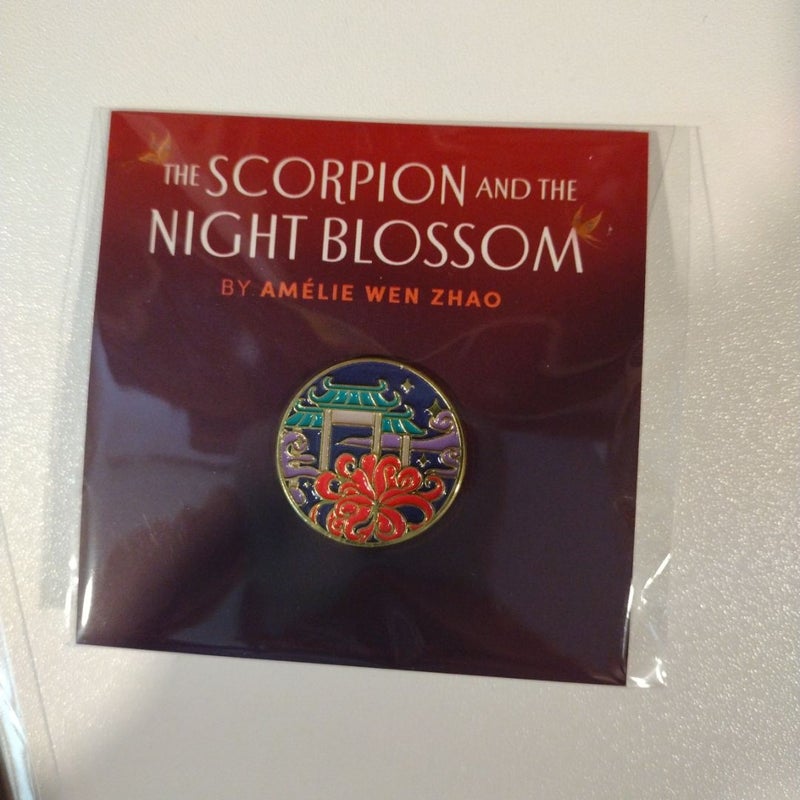 THE SCORPION AND THE
NIGHT BLOSSOM
BY AMÉLIE WEN ZHAO